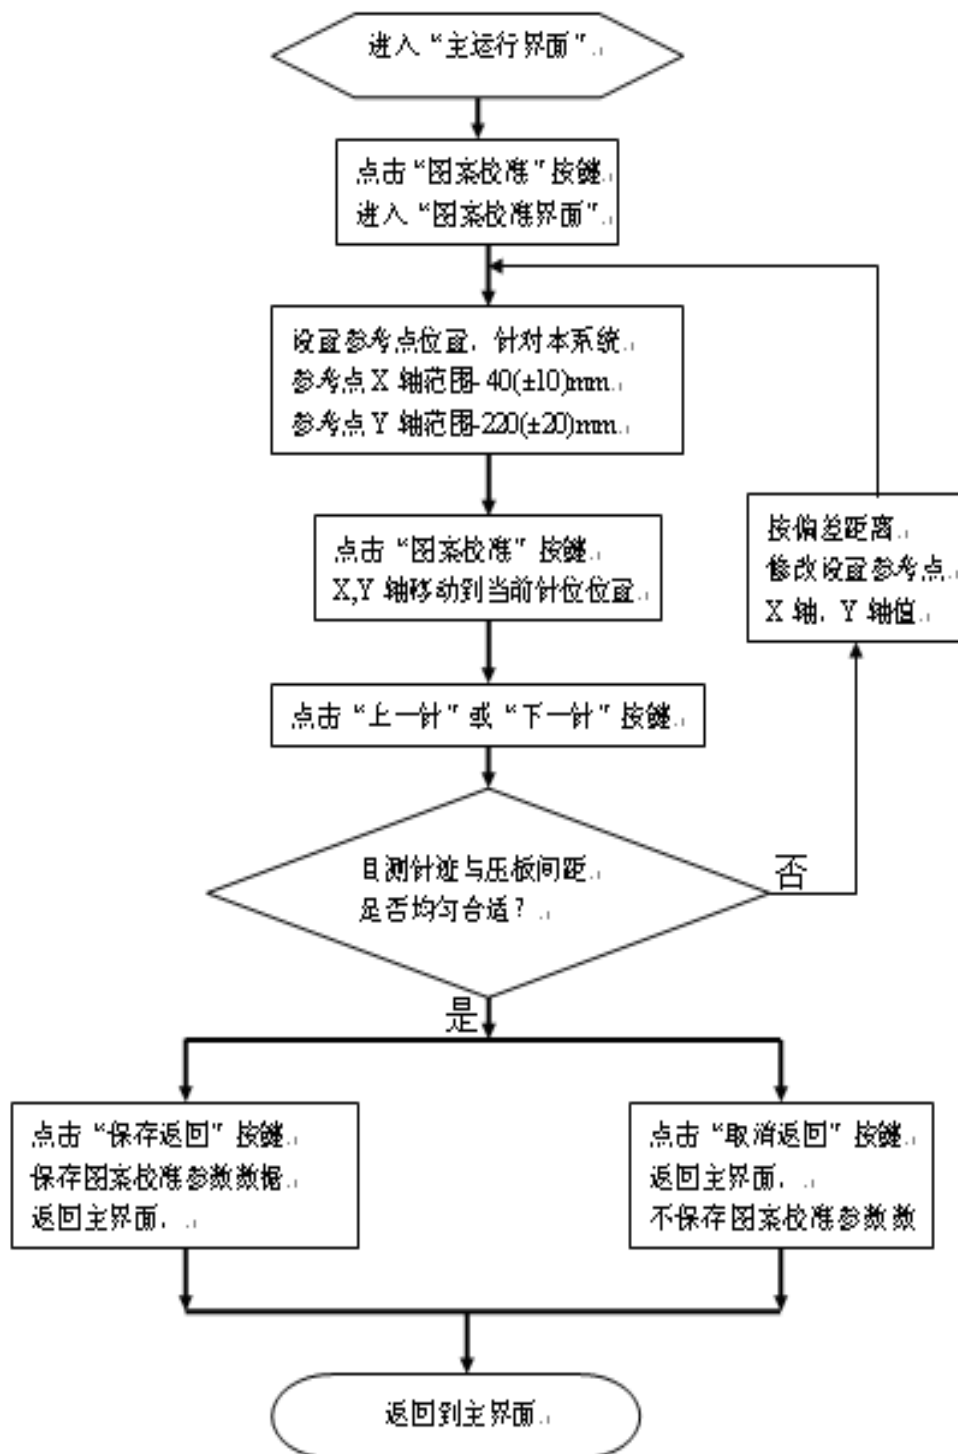 进入“主运行界面”
点击“图案校准”按键
进入“图案校准界面”
设置参考点位置，针对本系统
参考点 X 轴范围-40(±10)mm
参考点 Y 轴范围-220(±20)mm
点击“图案校准”按键
X,Y 轴移动到当前针位位置
按偏差距离
修改设置参考点
X 轴，Y 轴值
点击“上一针”或“下一针”按键
目测针迹与压板间距
是否均匀合适？
否
是
点击“保存返回”按键
保存图案校准参数数据
返回主界面，
点击“取消返回”按键
返回主界面，
不保存图案校准参数数
返回到主界面